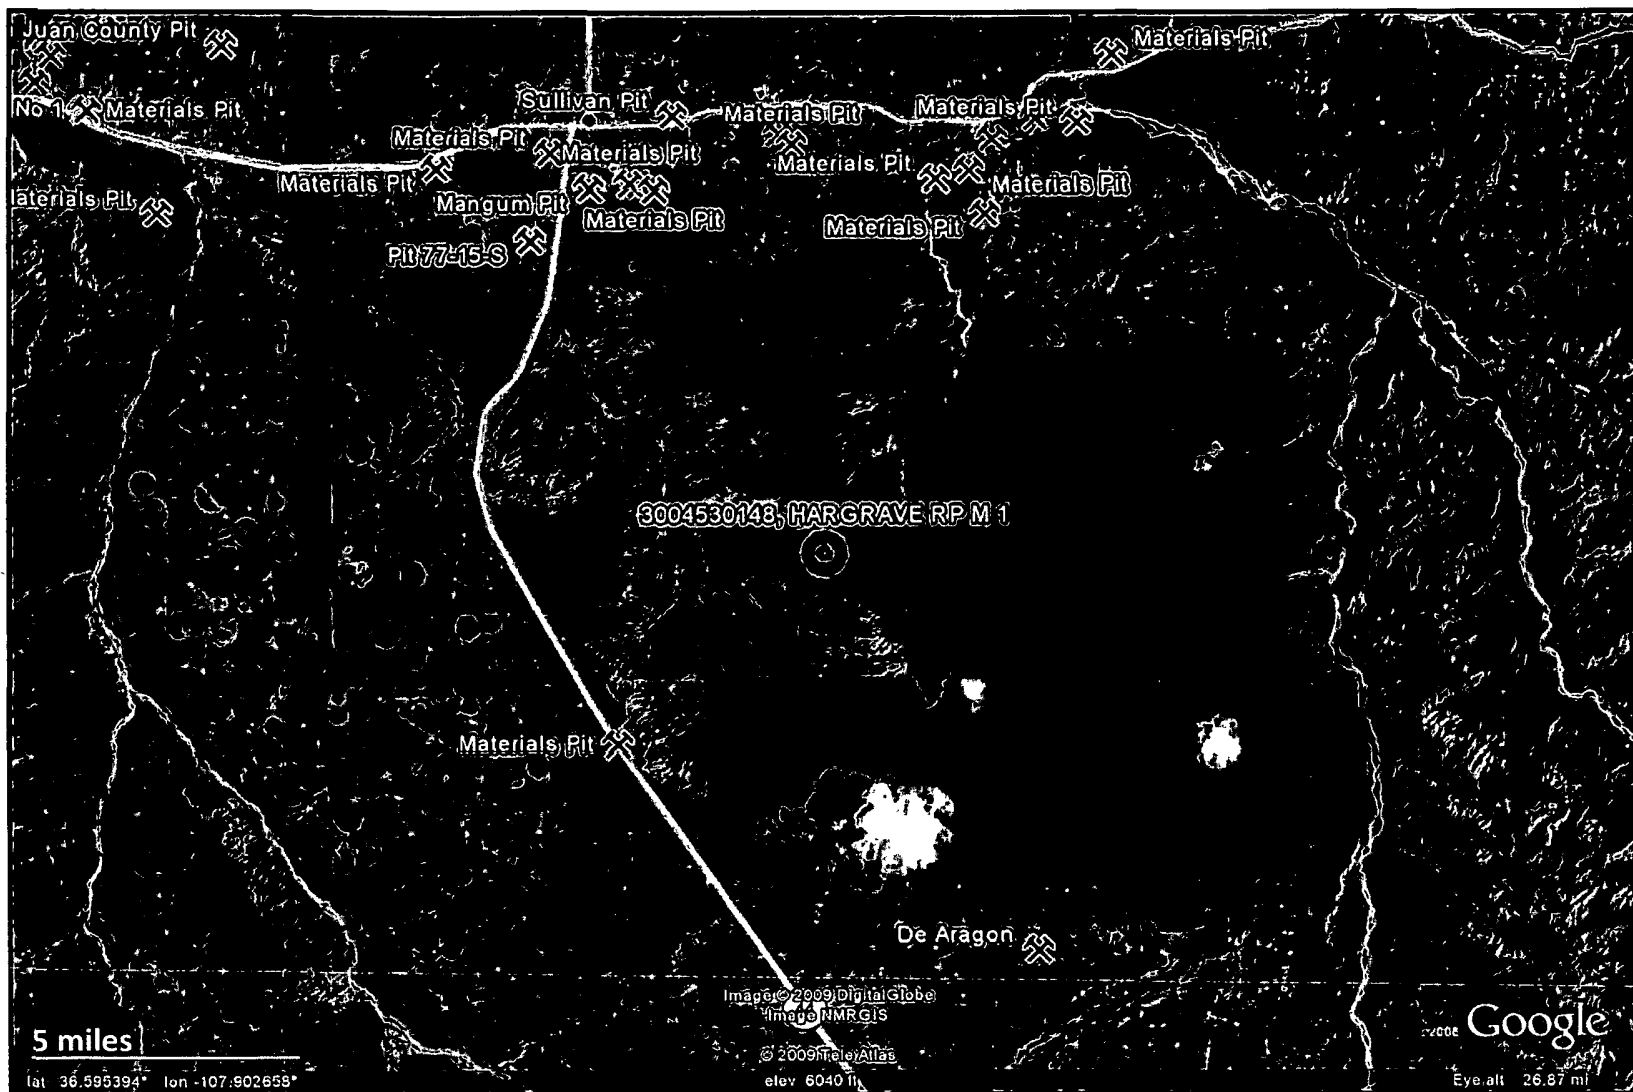 Juan County Pit
Materials Pit
No 1
Materials Pit
Sullivan Pit
Materials Pit
Materials Pit
Materials Pit
Materials Pit
Materials Pit
Materials Pit
Materials Pit
aterials Pit
Mangum Pit
Materials Pit
Materials Pit
Pit 77-15-S
3004530148, HARGRAVE RP M 1
Materials Pit
De Aragon
Image © 2009 DigitalGlobe
Image NMRGIS
© 2009 Tele Atlas
Google
5 miles
lat 36.595394° lon -107.902658°
elev 6040 ft
Eye alt 26.87 mi